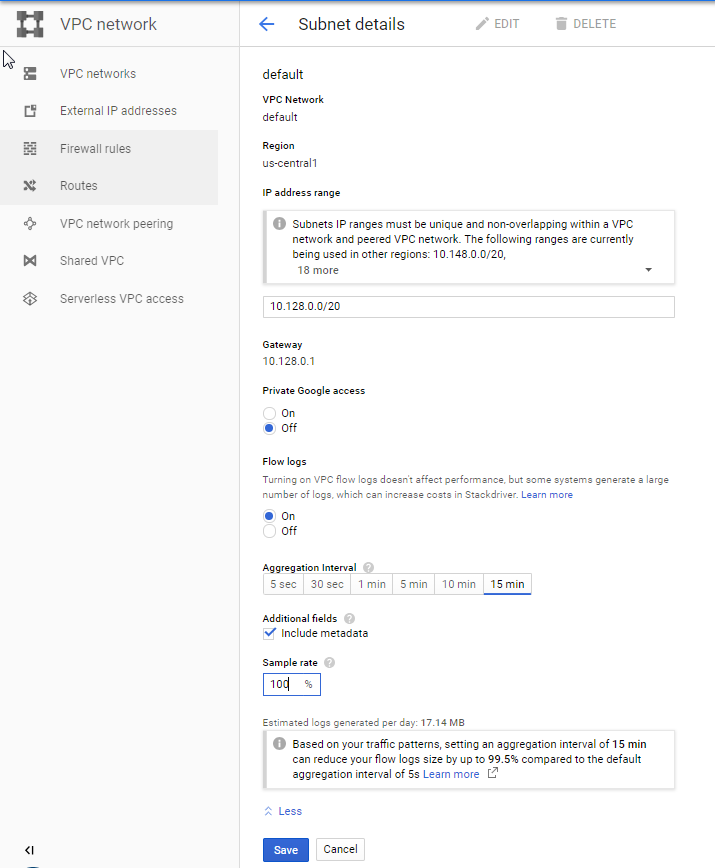 VPC network
Subnet details
EDIT
DELETE
VPC networks
External IP addresses
Firewall rules
Routes
VPC network peering
Shared VPC
Serverless VPC access
default
VPC Network
default
Region
us-central1
IP address range
Subnets IP ranges must be unique and non-overlapping within a VPC
network and peered VPC network. The following ranges are currently
being used in other regions: 10.148.0.0/20,
18 more
10.128.0.0/20
Gateway
10.128.0.1
Private Google access
On
Off
Flow logs
Turning on VPC flow logs doesn't affect performance, but some systems generate a large
number of logs, which can increase costs in Stackdriver. Learn more
On
Off
Aggregation Interval ?
5 sec 30 sec 1 min 5 min 10 min 15 min
Additional fields ?
Include metadata
Sample rate ?
100 %
Estimated logs generated per day: 17.14 MB
Based on your traffic patterns, setting an aggregation interval of 15 min
can reduce your flow logs size by up to 99.5% compared to the default
aggregation interval of 5s Learn more
Less
Save Cancel